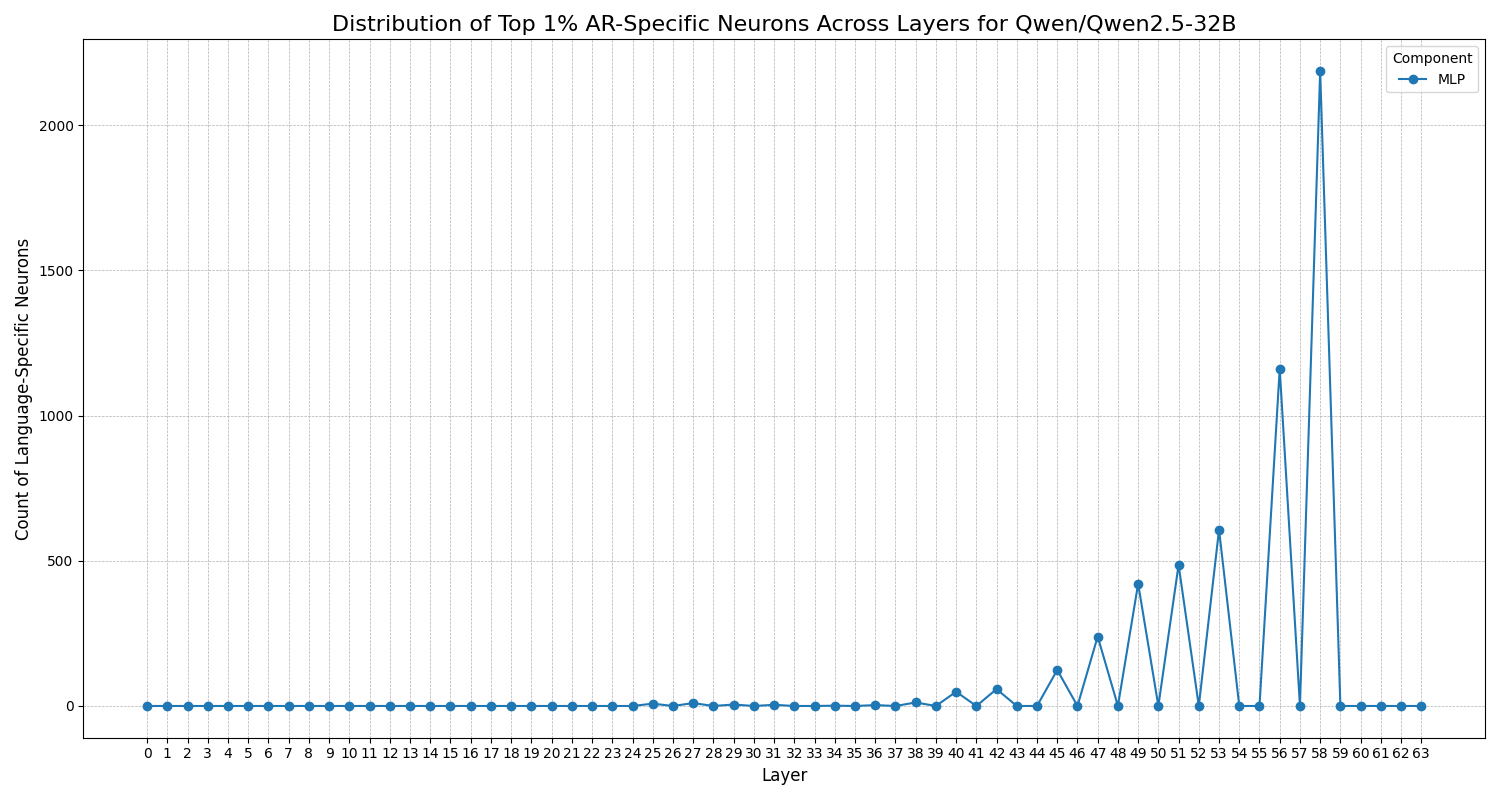 Distribution of Top 1% AR-Specific Neurons Across Layers for Qwen/Qwen2.5-32B
Component
MLP
Count of Language-Specific Neurons
2000
1500
1000
500
0
0 1 2 3 4 5 6 7 8 9 10 11 12 13 14 15 16 17 18 19 20 21 22 23 24 25 26 27 28 29 30 31 32 33 34 35 36 37 38 39 40 41 42 43 44 45 46 47 48 49 50 51 52 53 54 55 56 57 58 59 60 61 62 63
Layer